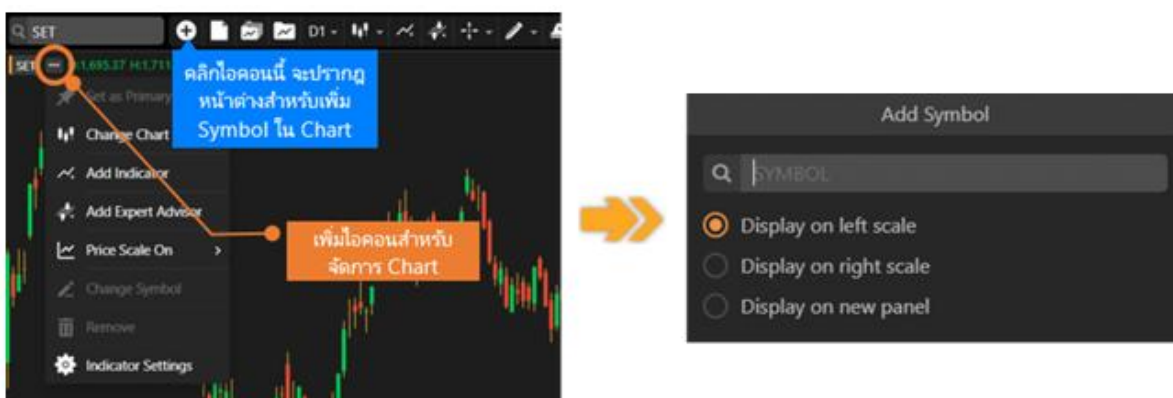 SET
D1
SET 1,695.37 H:1,711
คลิกไอคอนนี้ จะปรากฏ
หน้าต่างสำหรับเพิ่ม
Symbol ใน Chart
Set as Primary
Change Chart
Add Indicator
Add Expert Advisor
Price Scale On
Change Symbol
Remove
Indicator Settings
เพิ่มไอคอนสำหรับ
จัดการ Chart
Add Symbol
SYMBOL
Display on left scale
Display on right scale
Display on new panel